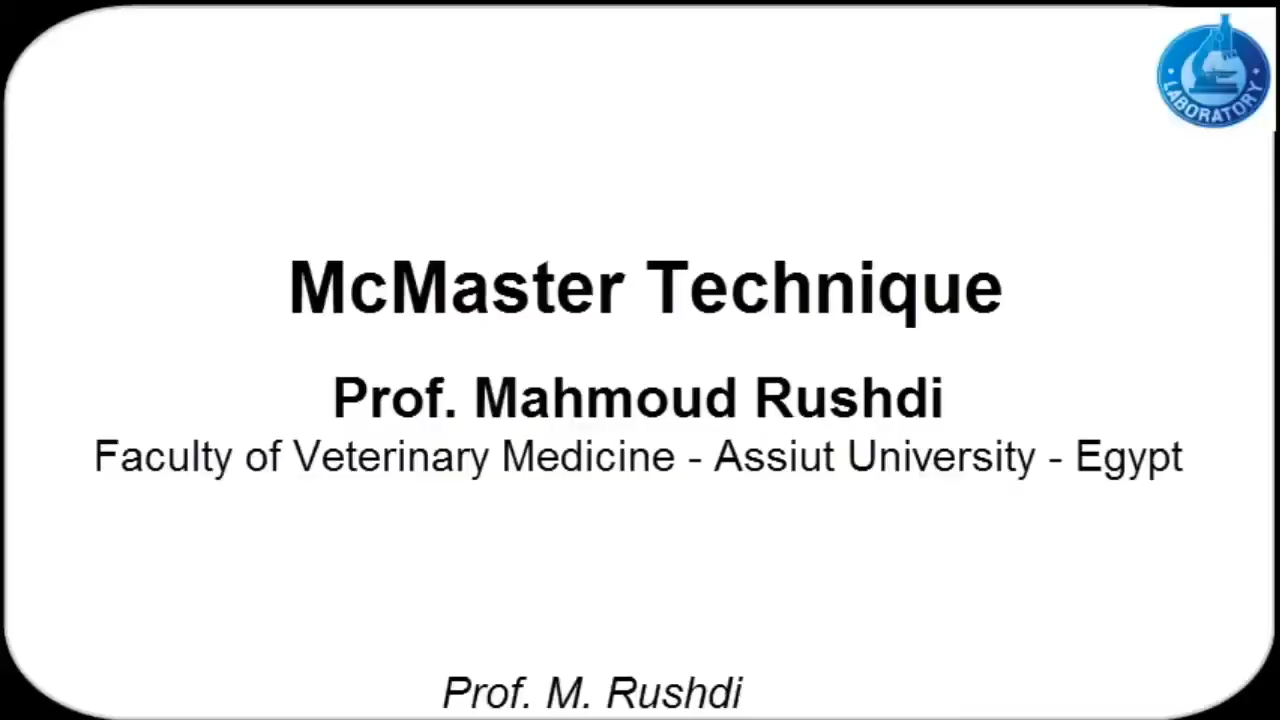 LABORATORY
McMaster Technique
Prof. Mahmoud Rushdi
Faculty of Veterinary Medicine - Assiut University - Egypt
Prof. M. Rushdi